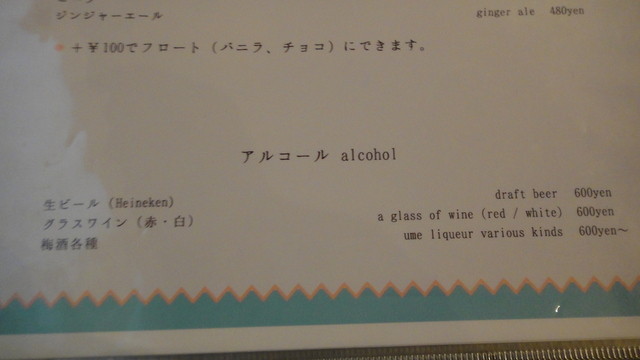 ジンジャーエール ginger ale 480yen
＋￥100でフロート（バニラ、チョコ）にできます。
アルコール alcohol
生ビール（Heineken） draft beer 600yen
グラスワイン（赤・白） a glass of wine (red / white) 600yen
梅酒各種 ume liqueur various kinds 600yen～